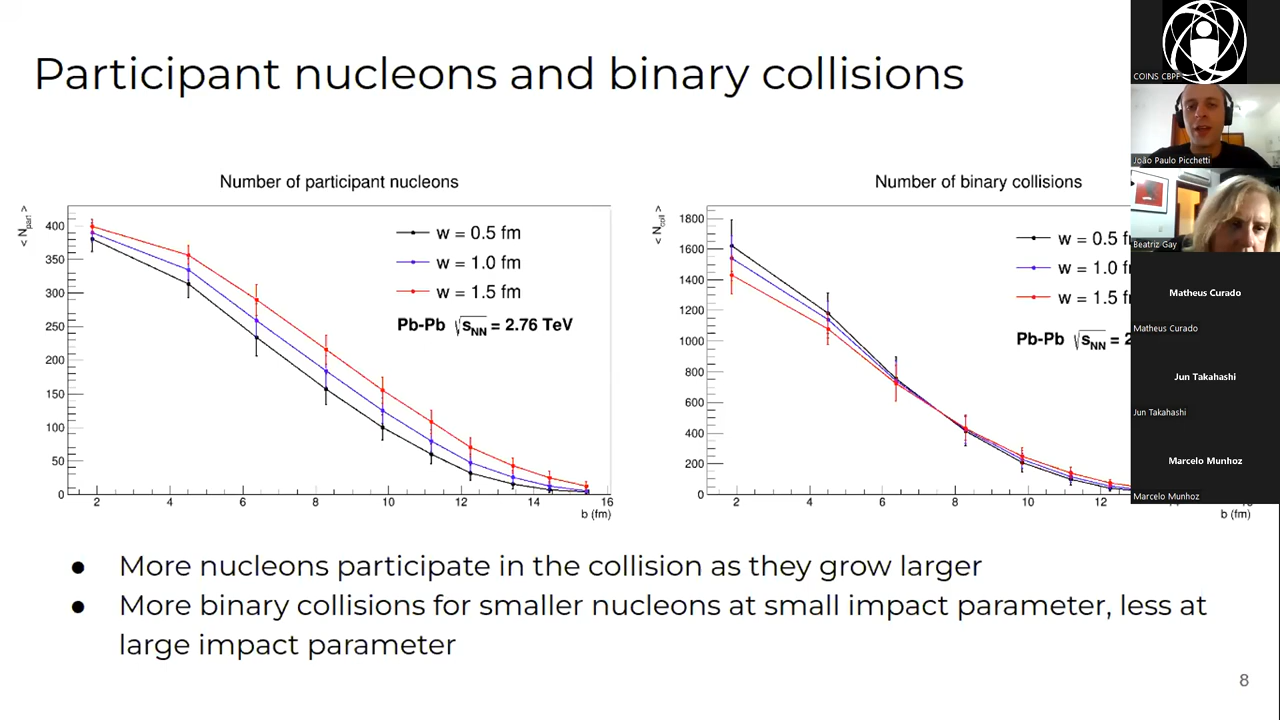 Participant nucleons and binary collisions
Number of participant nucleons
< N_part >
400
350
300
250
200
150
100
50
0
2
4
6
8
10
12
14
16
b (fm)
w = 0.5 fm
w = 1.0 fm
w = 1.5 fm
Pb-Pb √s_NN = 2.76 TeV
Number of binary collisions
< N_coll >
1800
1600
1400
1200
1000
800
600
400
200
0
2
4
6
8
10
12
b (fm)
w = 0.5 f
w = 1.0 f
w = 1.5 f
Pb-Pb √s_NN = 2
● More nucleons participate in the collision as they grow larger
● More binary collisions for smaller nucleons at small impact parameter, less at
large impact parameter
8
COINS CBPF
João Paulo Picchetti
Beatriz Gay
Matheus Curado
Matheus Curado
Jun Takahashi
Jun Takahashi
Marcelo Munhoz
Marcelo Munhoz